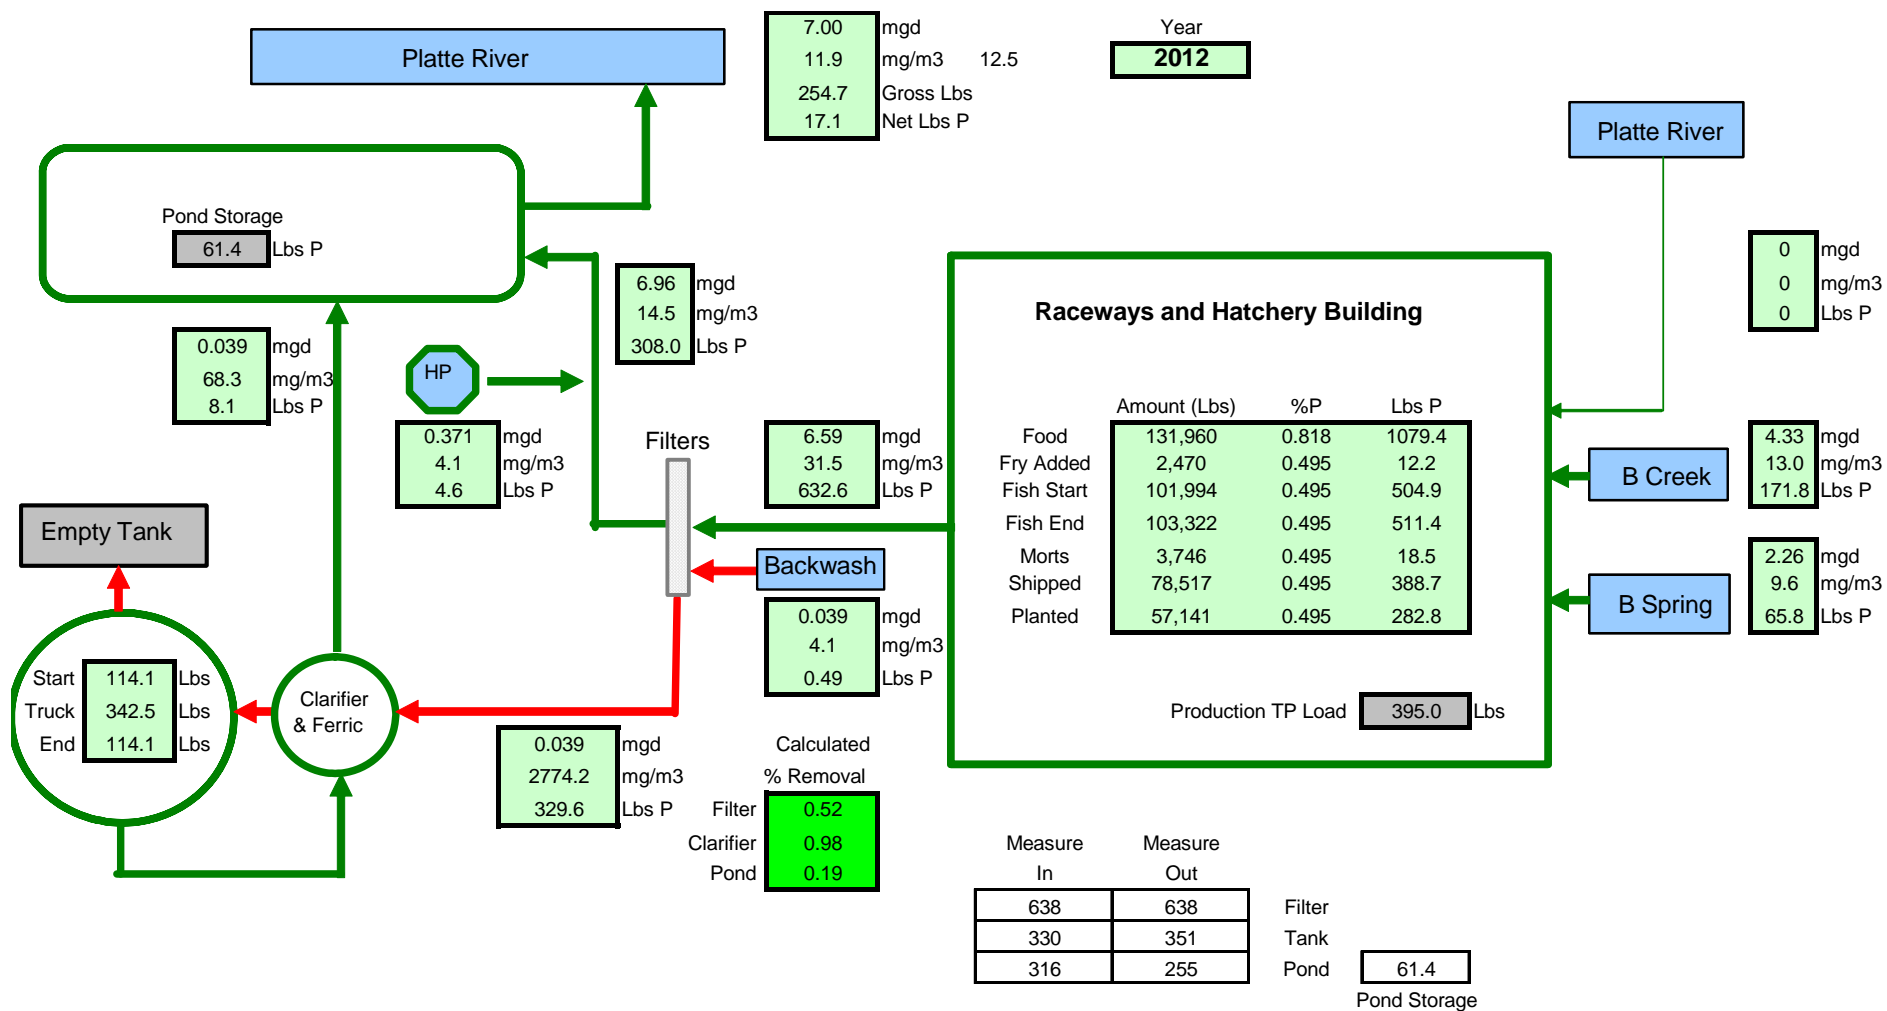 7.00 mgd
Year
Platte River
11.9 mg/m3 12.5
2012
254.7 Gross Lbs
17.1 Net Lbs P
Platte River
Pond Storage
61.4 Lbs P
0 mgd
0 mg/m3
0 Lbs P
6.96 mgd
14.5 mg/m3
308.0 Lbs P
Raceways and Hatchery Building
0.039 mgd
68.3 mg/m3
8.1 Lbs P
HP
0.371 mgd
4.1 mg/m3
4.6 Lbs P
Filters
6.59 mgd
31.5 mg/m3
632.6 Lbs P
Amount (Lbs) %P Lbs P
Food 131,960 0.818 1079.4
Fry Added 2,470 0.495 12.2
Fish Start 101,994 0.495 504.9
Fish End 103,322 0.495 511.4
Morts 3,746 0.495 18.5
Shipped 78,517 0.495 388.7
Planted 57,141 0.495 282.8
4.33 mgd
B Creek
13.0 mg/m3
171.8 Lbs P
2.26 mgd
B Spring
9.6 mg/m3
65.8 Lbs P
Empty Tank
Backwash
0.039 mgd
4.1 mg/m3
0.49 Lbs P
Start 114.1 Lbs
Truck 342.5 Lbs
End 114.1 Lbs
Clarifier
& Ferric
Production TP Load 395.0 Lbs
0.039 mgd
2774.2 mg/m3
329.6 Lbs P
Calculated
% Removal
Filter 0.52
Clarifier 0.98
Pond 0.19
Measure Measure
In Out
638 638 Filter
330 351 Tank
316 255 Pond 61.4
Pond Storage